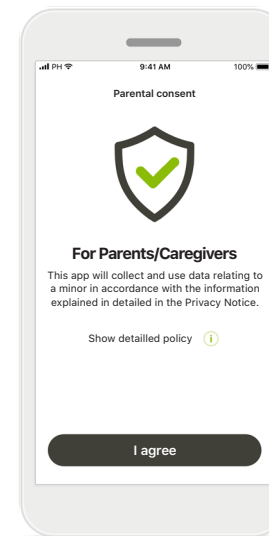 PH 9:41 AM 100%
Parental consent
For Parents/Caregivers
This app will collect and use data relating to
a minor in accordance with the information
explained in detailed in the Privacy Notice.
Show detailled policy i
I agree